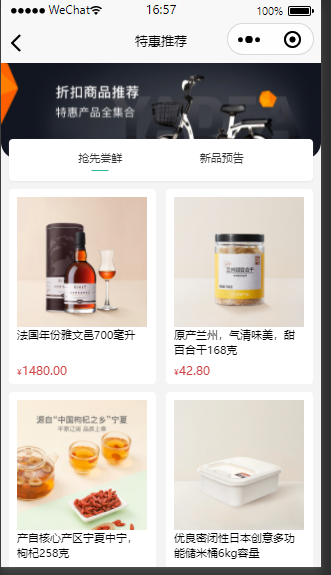 WeChat
16:57
100%
特惠推荐
折扣商品推荐
特惠产品全集合
抢先尝鲜
新品预告
法国年份雅文邑700毫升
¥1480.00
原产兰州，气清味美，甜
百合干168克
¥42.80
源自“中国枸杞之乡”宁夏
产自核心产区宁夏中宁，
枸杞258克
优良密闭性日本创意多功
能储米桶6kg容量